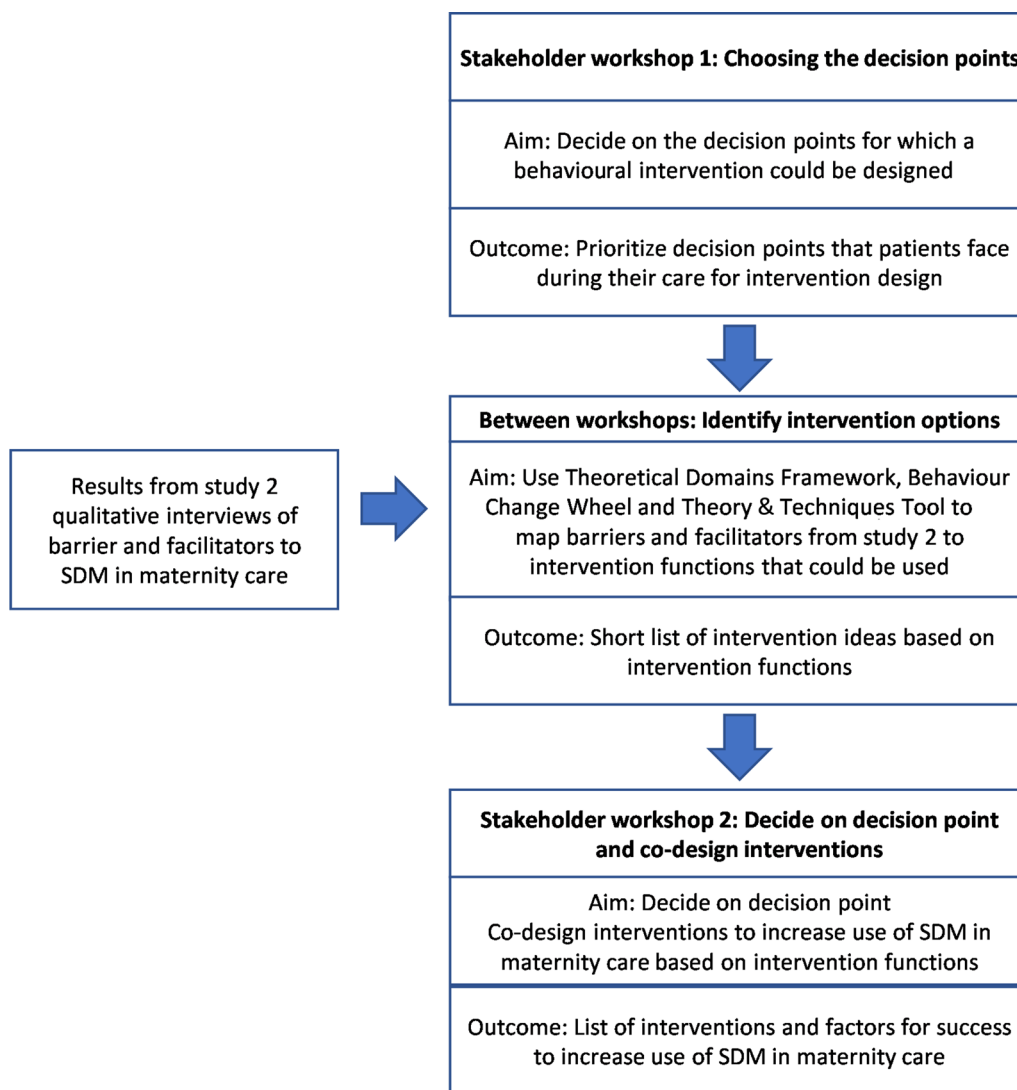 Stakeholder workshop 1: Choosing the decision points
Aim: Decide on the decision points for which a
behavioural intervention could be designed
Outcome: Prioritize decision points that patients face
during their care for intervention design
Between workshops: Identify intervention options
Results from study 2
qualitative interviews of
barrier and facilitators to
SDM in maternity care
Aim: Use Theoretical Domains Framework, Behaviour
Change Wheel and Theory & Techniques Tool to
map barriers and facilitators from study 2 to
intervention functions that could be used
Outcome: Short list of intervention ideas based on
intervention functions
Stakeholder workshop 2: Decide on decision point
and co-design interventions
Aim: Decide on decision point
Co-design interventions to increase use of SDM in
maternity care based on intervention functions
Outcome: List of interventions and factors for success
to increase use of SDM in maternity care